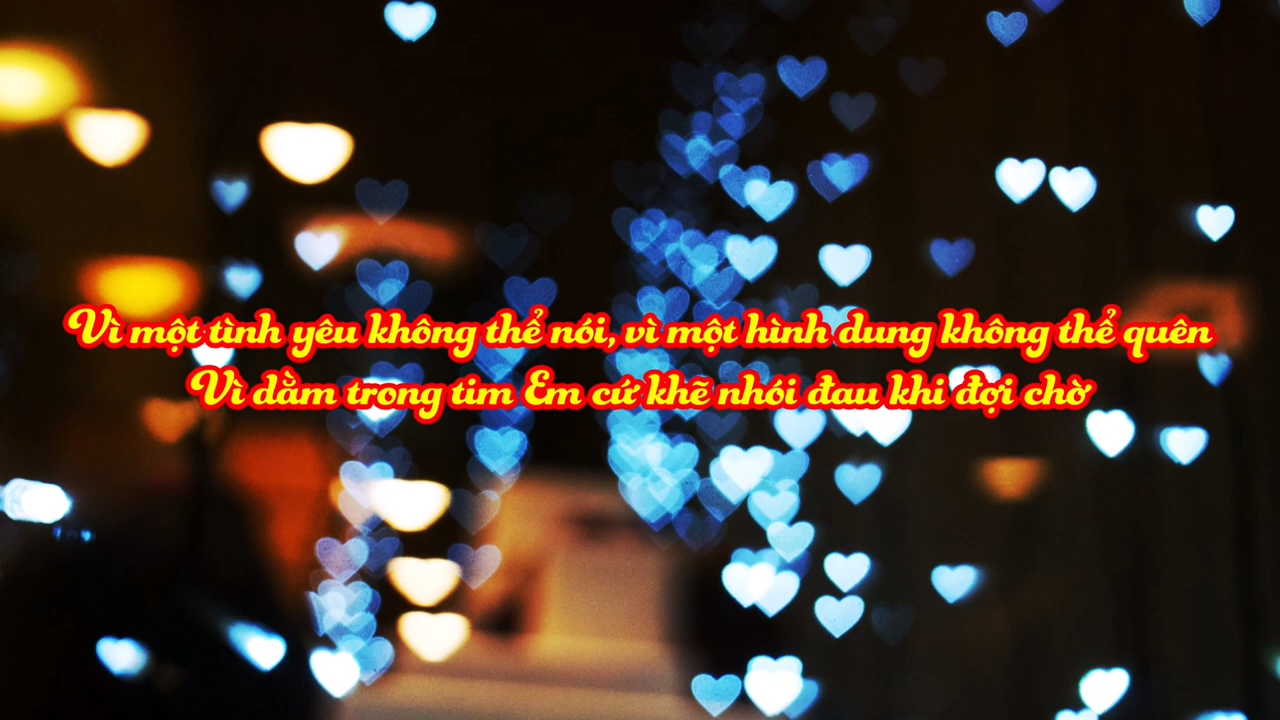 Vì một tình yêu không thể nói, vì một hình dung không thể quên
Vì dằm trong tim Em cứ khẽ nhói đau khi đợi chờ